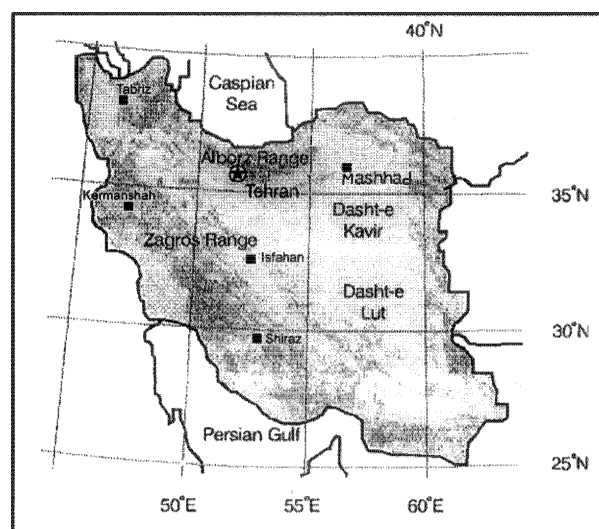 40°N
Caspian
Sea
Tabriz
Alborz Range
Tehran
Mashhad
35°N
Kermanshah
Dasht-e
Kavir
Zagros Range
Isfahan
Dasht-e
Lut
30°N
Shiraz
Persian Gulf
25°N
50°E
55°E
60°E